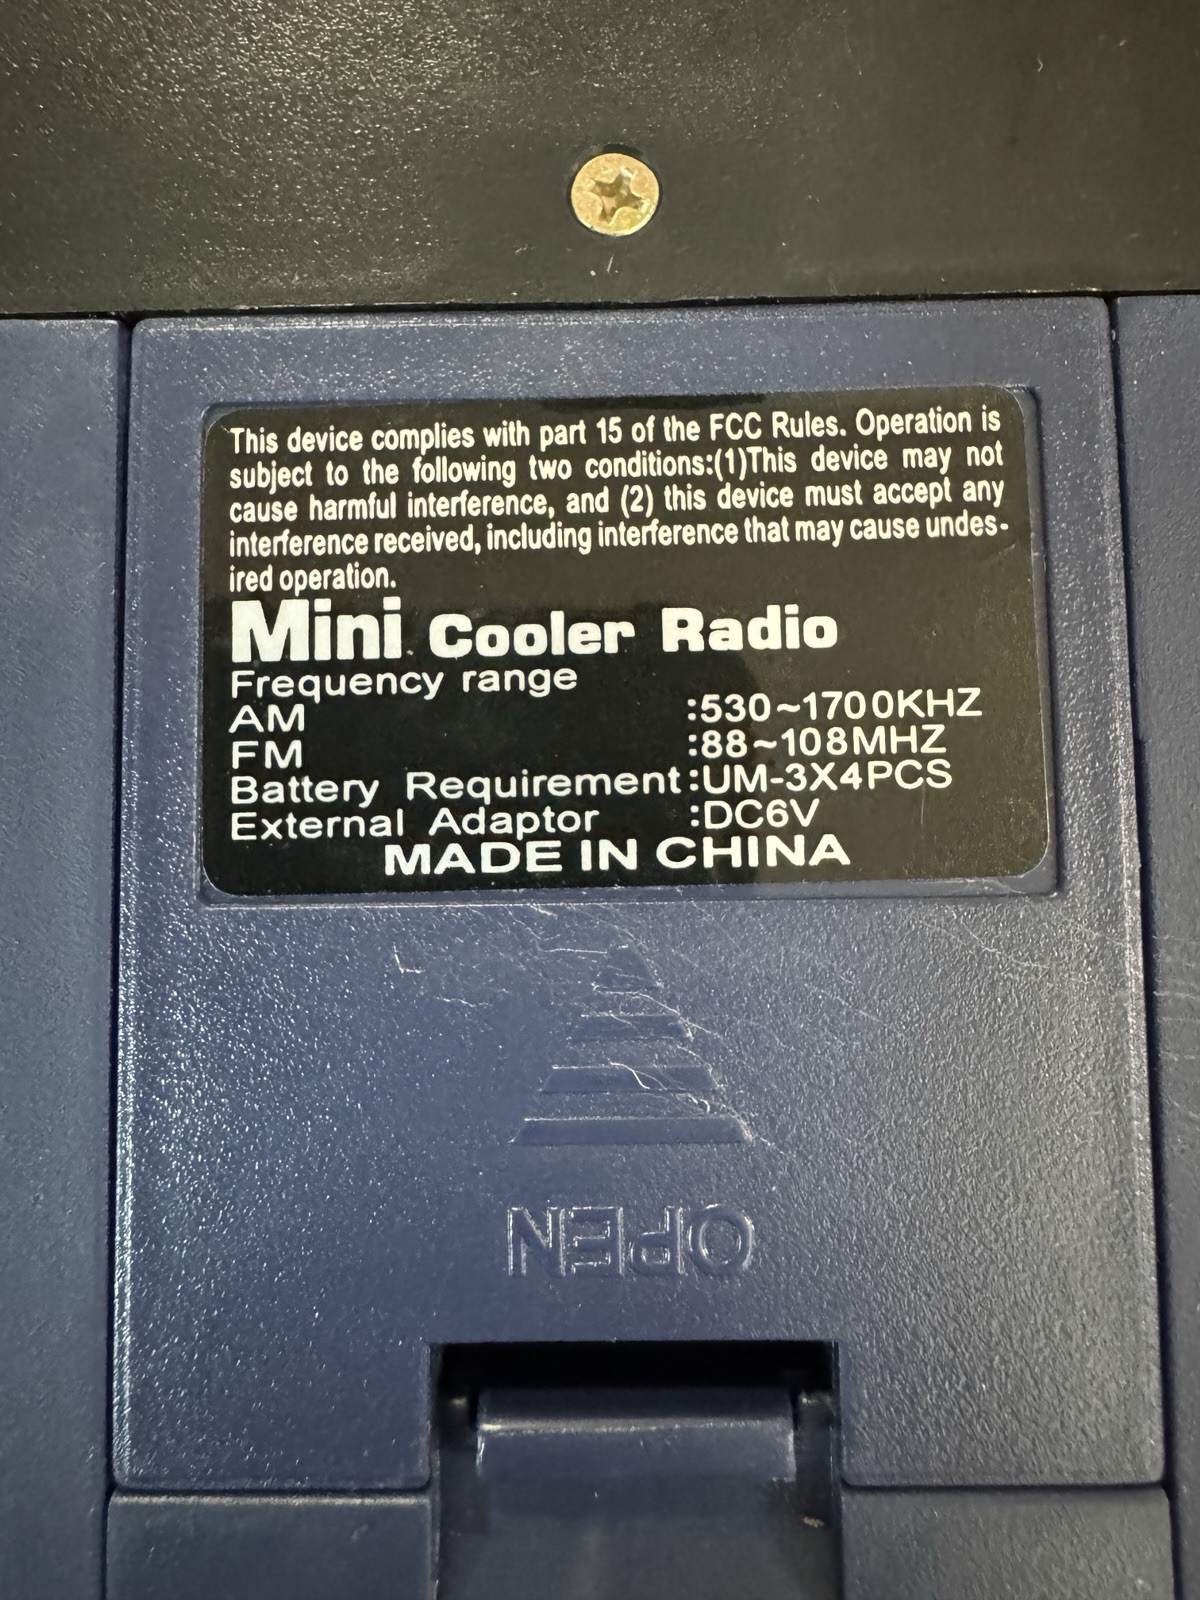 This device complies with part 15 of the FCC Rules. Operation is
subject to the following two conditions:(1)This device may not
cause harmful interference, and (2) this device must accept any
interference received, including interference that may cause undes-
ired operation.
Mini Cooler Radio
Frequency range
AM :530~1700KHZ
FM :88~108MHZ
Battery Requirement:UM-3X4PCS
External Adaptor :DC6V
MADE IN CHINA
OPEN